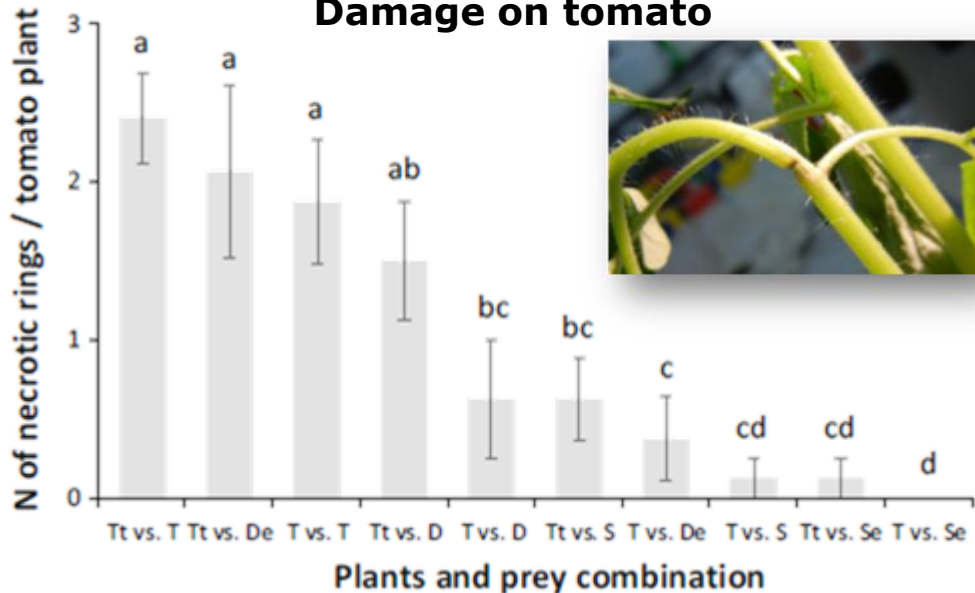 Damage on tomato
N of necrotic rings / tomato plant
3
2
1
0
a
a
a
ab
bc
bc
c
cd
cd
d
Tt vs. T Tt vs. De T vs. T Tt vs. D T vs. D Tt vs. S T vs. De T vs. S Tt vs. Se T vs. Se
Plants and prey combination